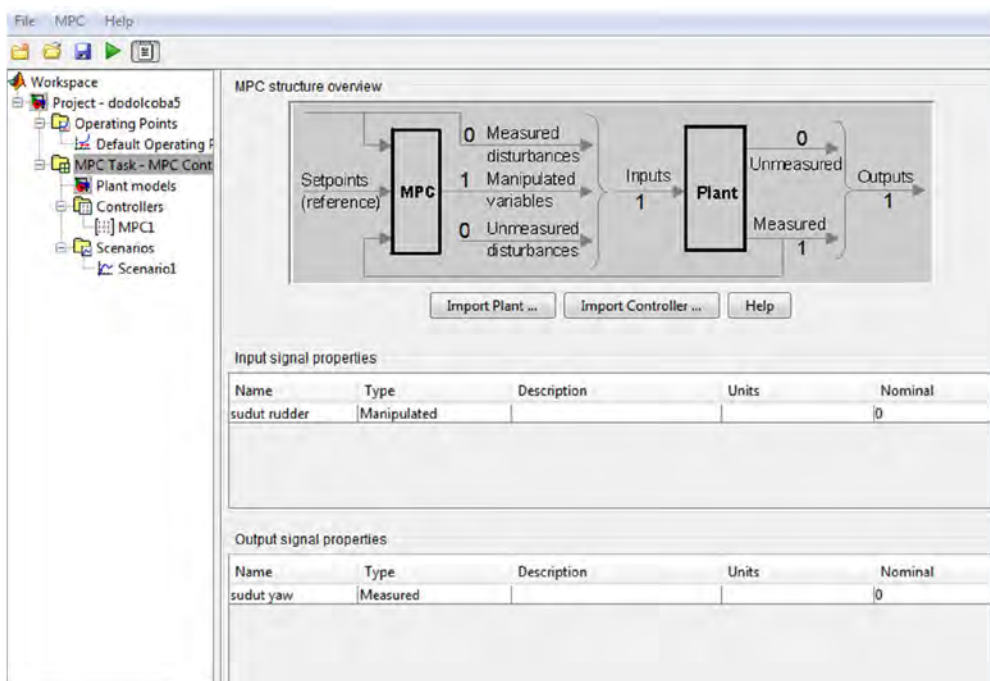 File MPC Help
Workspace
Project - dodolcoba5
Operating Points
Default Operating P
MPC Task - MPC Cont
Plant models
Controllers
MPC1
Scenarios
Scenario1
MPC structure overview
Setpoints
(reference)
MPC
0 Measured
disturbances
1 Manipulated
variables
0 Unmeasured
disturbances
Inputs
1
Plant
0
Unmeasured
Measured
1
Outputs
1
Import Plant ... Import Controller ... Help
Input signal properties
Name Type Description Units Nominal
sudut rudder Manipulated 0
Output signal properties
Name Type Description Units Nominal
sudut yaw Measured 0